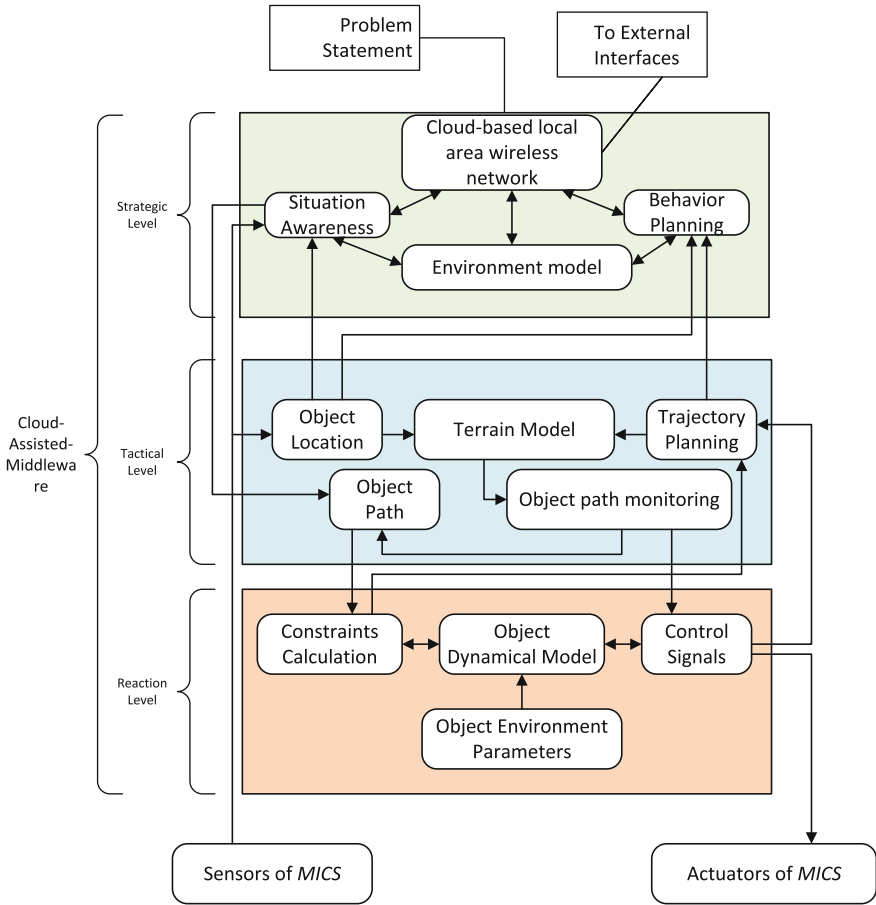 Problem
Statement
To External
Interfaces
Cloud-based local
area wireless
network
Strategic
Level
Situation
Awareness
Behavior
Planning
Environment model
Cloud-
Assisted-
Middlewa
re
Tactical
Level
Object
Location
Terrain Model
Trajectory
Planning
Object
Path
Object path monitoring
Reaction
Level
Constraints
Calculation
Object
Dynamical Model
Control
Signals
Object Environment
Parameters
Sensors of MICS
Actuators of MICS